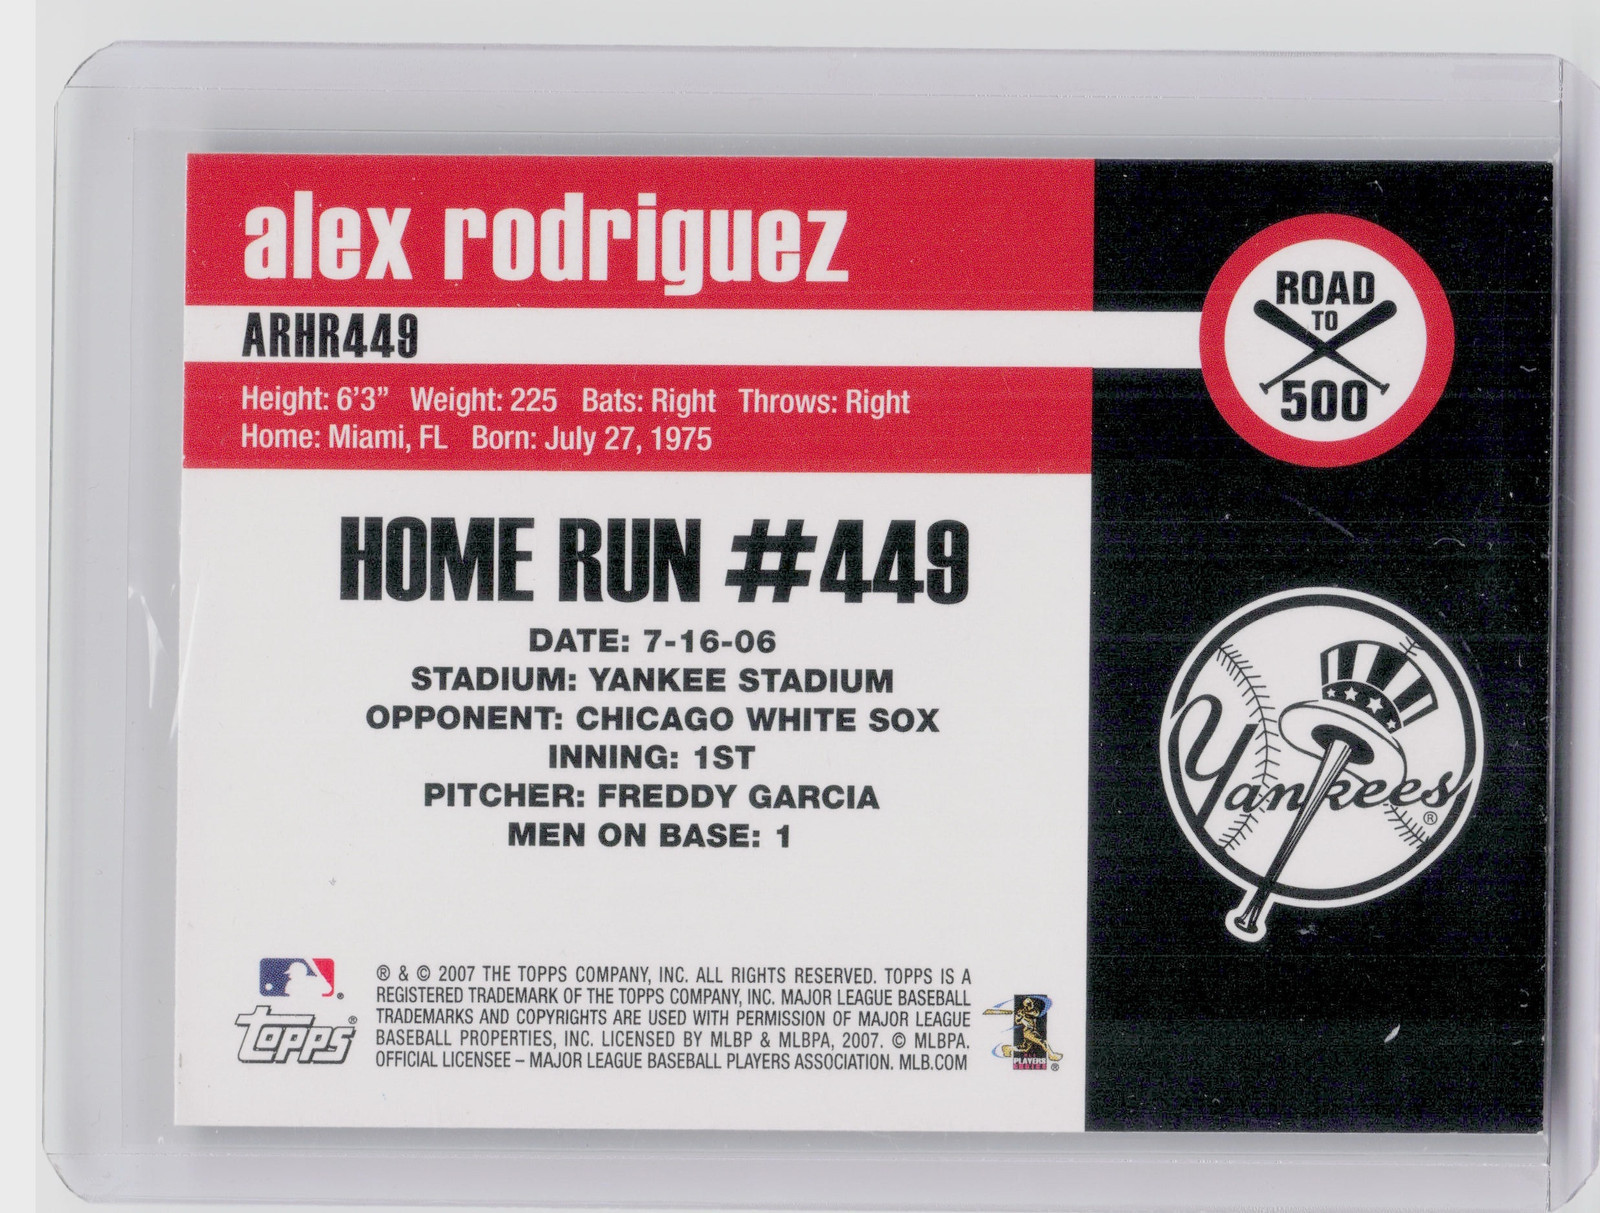 alex rodriguez
ARHR449
Height: 6'3" Weight: 225 Bats: Right Throws: Right
Home: Miami, FL Born: July 27, 1975
ROAD
TO
500
HOME RUN #449
DATE: 7-16-06
STADIUM: YANKEE STADIUM
OPPONENT: CHICAGO WHITE SOX
INNING: 1ST
PITCHER: FREDDY GARCIA
MEN ON BASE: 1
Yankees
®
® & © 2007 THE TOPPS COMPANY, INC. ALL RIGHTS RESERVED. TOPPS IS A
REGISTERED TRADEMARK OF THE TOPPS COMPANY, INC. MAJOR LEAGUE BASEBALL
TRADEMARKS AND COPYRIGHTS ARE USED WITH PERMISSION OF MAJOR LEAGUE
BASEBALL PROPERTIES, INC. LICENSED BY MLBP & MLBPA, 2007. © MLBPA.
OFFICIAL LICENSEE – MAJOR LEAGUE BASEBALL PLAYERS ASSOCIATION. MLB.COM
Topps®
PLAYERS
®